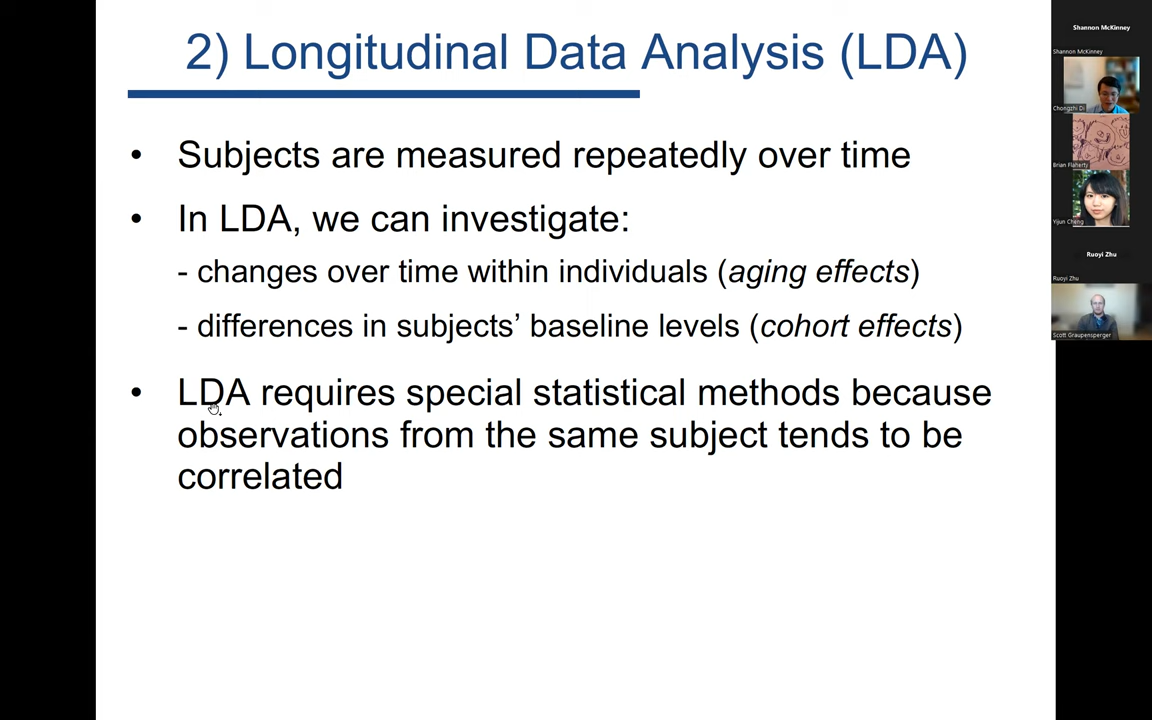 2) Longitudinal Data Analysis (LDA)
• Subjects are measured repeatedly over time
• In LDA, we can investigate:
- changes over time within individuals (aging effects)
- differences in subjects’ baseline levels (cohort effects)
• LDA requires special statistical methods because
observations from the same subject tends to be
correlated
Shannon McKinney
Shannon McKinney
Chongzhi Di
Brian Flaherty
Yijun Cheng
Ruoyi Zhu
Ruoyi Zhu
Scott Graupensperger